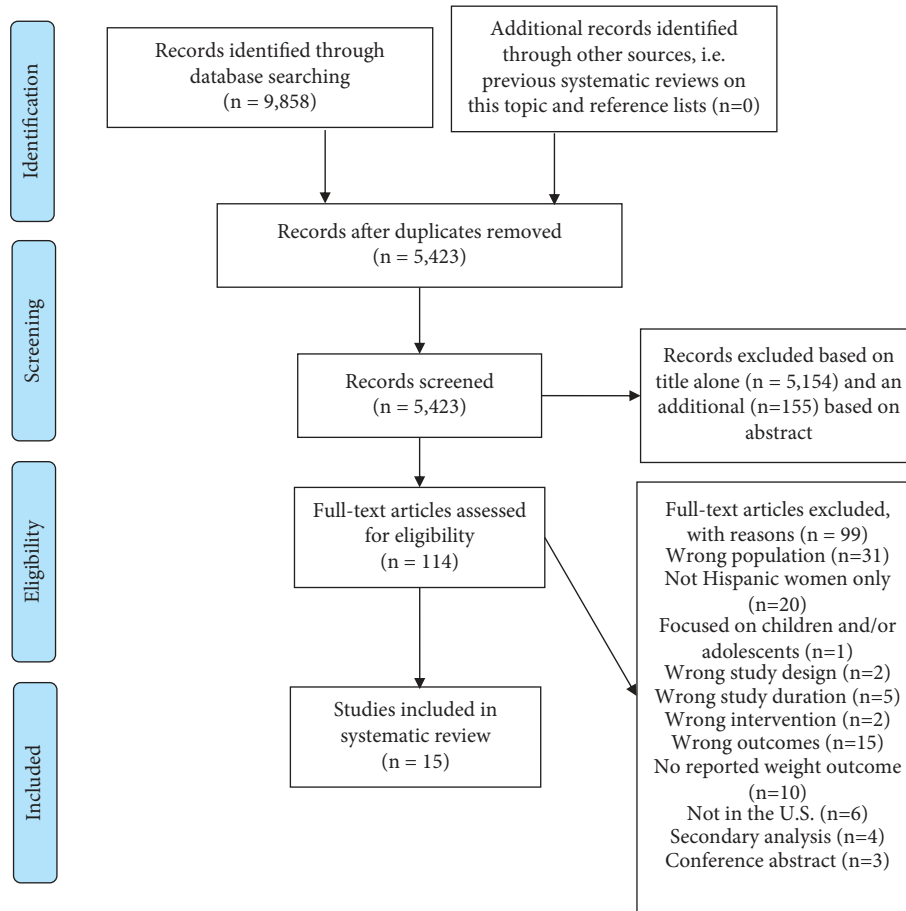 Identification
Records identified through
database searching
(n = 9,858)
Additional records identified
through other sources, i.e.
previous systematic reviews on
this topic and reference lists (n=0)
Records after duplicates removed
(n = 5,423)
Screening
Records screened
(n = 5,423)
Records excluded based on
title alone (n = 5,154) and an
additional (n=155) based on
abstract
Eligibility
Full-text articles assessed
for eligibility
(n = 114)
Full-text articles excluded,
with reasons (n = 99)
Wrong population (n=31)
Not Hispanic women only
(n=20)
Focused on children and/or
adolescents (n=1)
Wrong study design (n=2)
Wrong study duration (n=5)
Wrong intervention (n=2)
Wrong outcomes (n=15)
No reported weight outcome
(n=10)
Not in the U.S. (n=6)
Secondary analysis (n=4)
Conference abstract (n=3)
Included
Studies included in
systematic review
(n = 15)